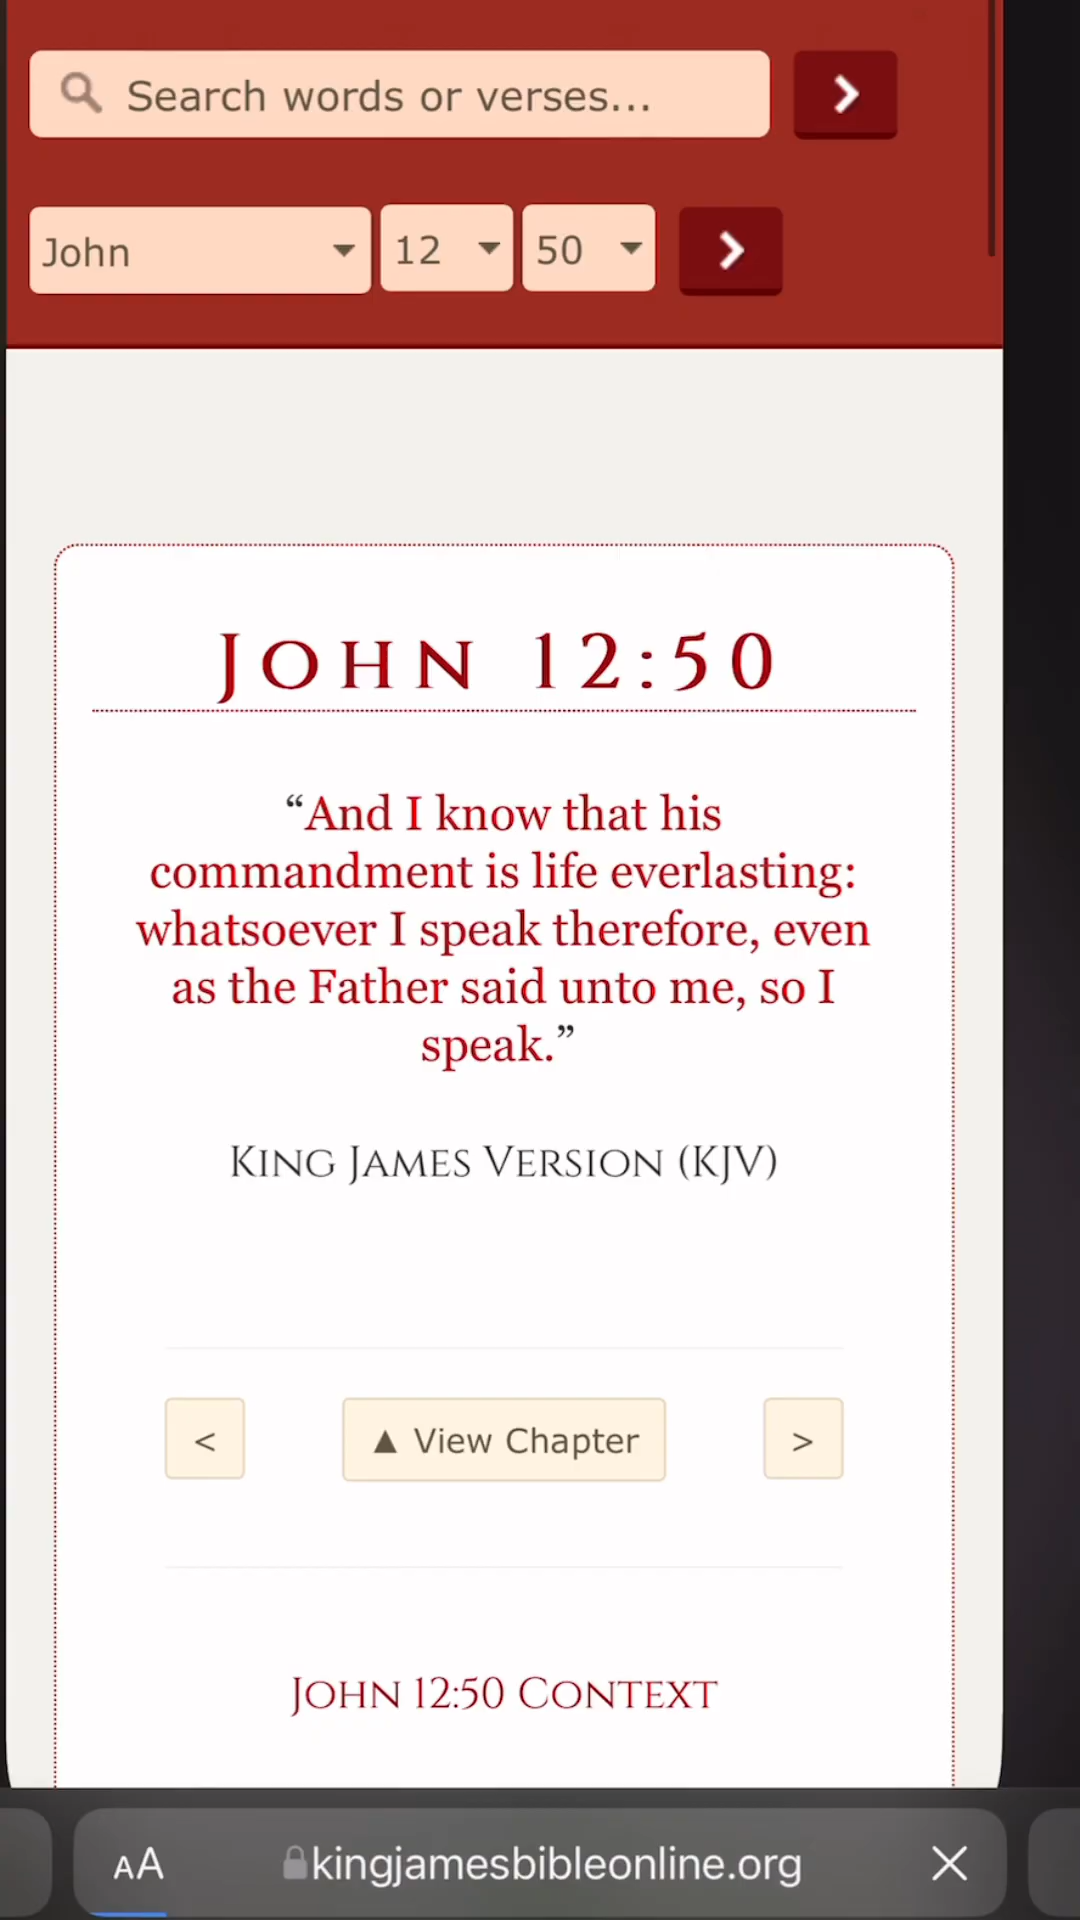 Search words or verses...
John 12 50
JOHN 12:50
“And I know that his
commandment is life everlasting:
whatsoever I speak therefore, even
as the Father said unto me, so I
speak.”
KING JAMES VERSION (KJV)
< ▲ View Chapter >
JOHN 12:50 CONTEXT
AA kingjamesbibleonline.org